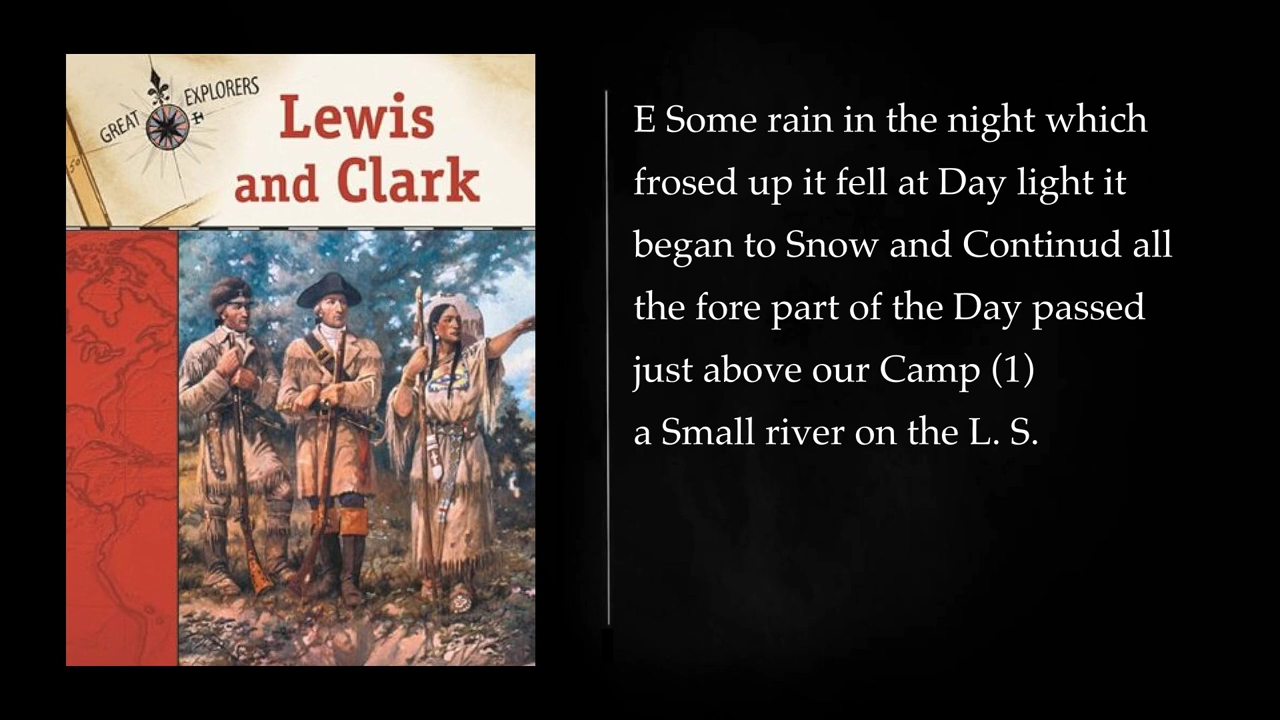 GREAT EXPLORERS
Lewis
and Clark
50
E Some rain in the night which
frosed up it fell at Day light it
began to Snow and Continud all
the fore part of the Day passed
just above our Camp (1)
a Small river on the L. S.